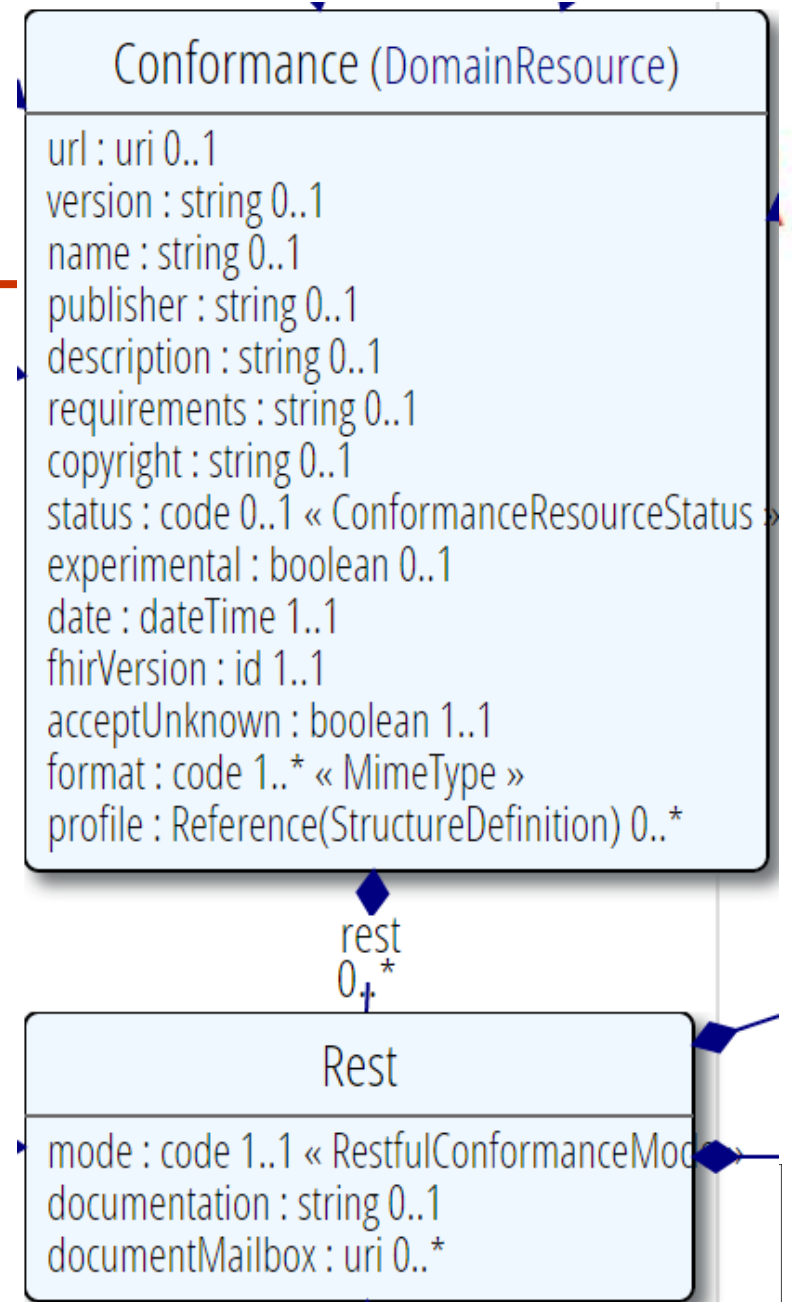 Conformance (DomainResource)
url : uri 0..1
version : string 0..1
name : string 0..1
publisher : string 0..1
description : string 0..1
requirements : string 0..1
copyright : string 0..1
status : code 0..1 « ConformanceResourceStatus »
experimental : boolean 0..1
date : dateTime 1..1
fhirVersion : id 1..1
acceptUnknown : boolean 1..1
format : code 1..* « MimeType »
profile : Reference(StructureDefinition) 0..*
rest
0..*
Rest
mode : code 1..1 « RestfulConformanceMode »
documentation : string 0..1
documentMailbox : uri 0..*